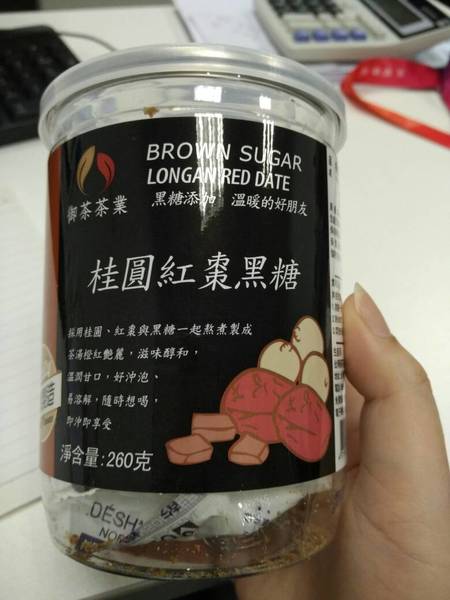 BROWN SUGAR
LONGAN RED DATE
御茶茶業
黑糖添加 溫暖的好朋友
桂圓紅棗黑糖
採用桂圓、紅棗與黑糖一起熬煮製成
茶湯橙紅艷麗，滋味醇和，
溫潤甘口，好沖泡、
易溶解，隨時想喝，
即沖即享受
淨含量:260克
造
DESH
NO